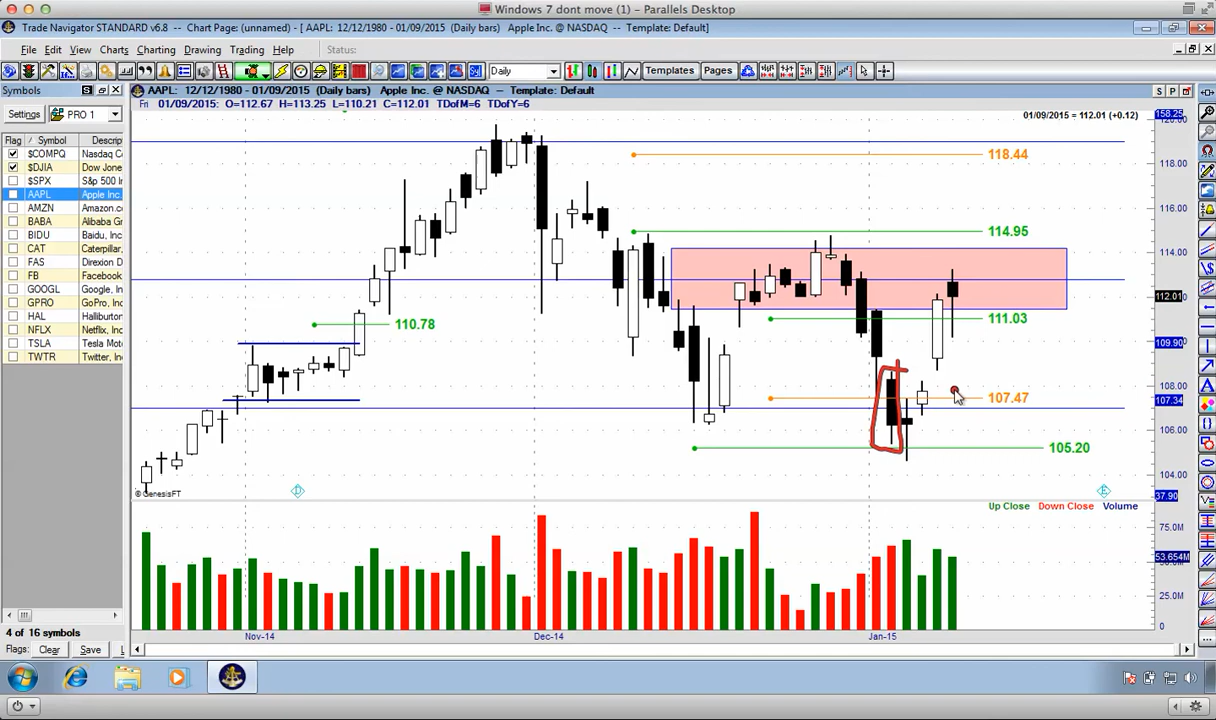 Windows 7 dont move (1) - Parallels Desktop
Trade Navigator STANDARD v6.8 - Chart Page: (unnamed) - [ AAPL: 12/12/1980 - 01/09/2015 (Daily bars) Apple Inc. @ NASDAQ - Template: Default]
File Edit View Charts Charting Drawing Trading Help Status:
Daily Templates Pages
Symbols S
AAPL: 12/12/1980 - 01/09/2015 (Daily bars) Apple Inc. @ NASDAQ - Template: Default S P
Fri 01/09/2015: O=112.67 H=113.25 L=110.21 C=112.01 TDofM=6 TDofY=6
Settings PRO 1
01/09/2015 = 112.01 (+0.12)
158.25
Flag / Symbol Descript
$COMPQ Nasdaq C
$DJIA Dow Jone
$SPX S&p 500 I
AAPL Apple Inc.
AMZN Amazon.c
BABA Alibaba Gr
BIDU Baidu, Inc
CAT Caterpillar,
FAS Direxion D
FB Facebook
GOOGL Google Inc
GPRO GoPro, Inc
HAL Halliburton
NFLX Netflix, Inc
TSLA Tesla Mot
TWTR Twitter, Inc
118.44
118.00
116.00
114.95
114.00
112.01
111.03
110.78
109.90
108.00
107.47
107.34
106.00
105.20
104.00
© GenesisFT
D
E
37.90
Up Close Down Close Volume
75.0M
53.654M
25.0M
0
4 of 16 symbols
Nov-14 Dec-14 Jan-15
Flags: Clear Save